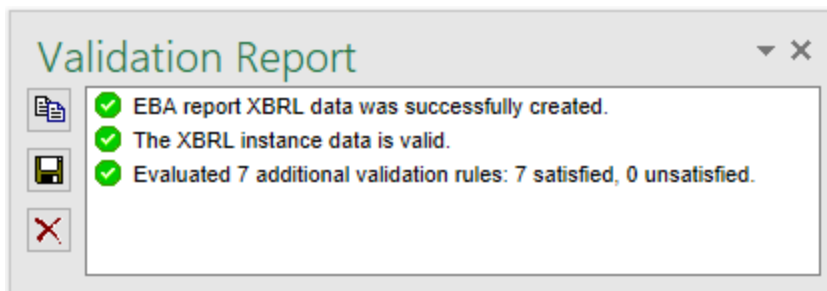 Validation Report
EBA report XBRL data was successfully created.
The XBRL instance data is valid.
Evaluated 7 additional validation rules: 7 satisfied, 0 unsatisfied.